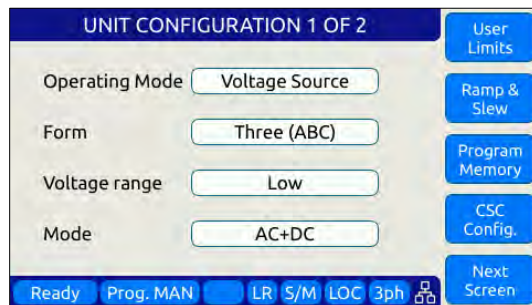 UNIT CONFIGURATION 1 OF 2
Operating Mode Voltage Source
Form Three (ABC)
Voltage range Low
Mode AC+DC
User
Limits
Ramp &
Slew
Program
Memory
CSC
Config.
Next
Screen
Ready Prog. MAN LR S/M LOC 3ph